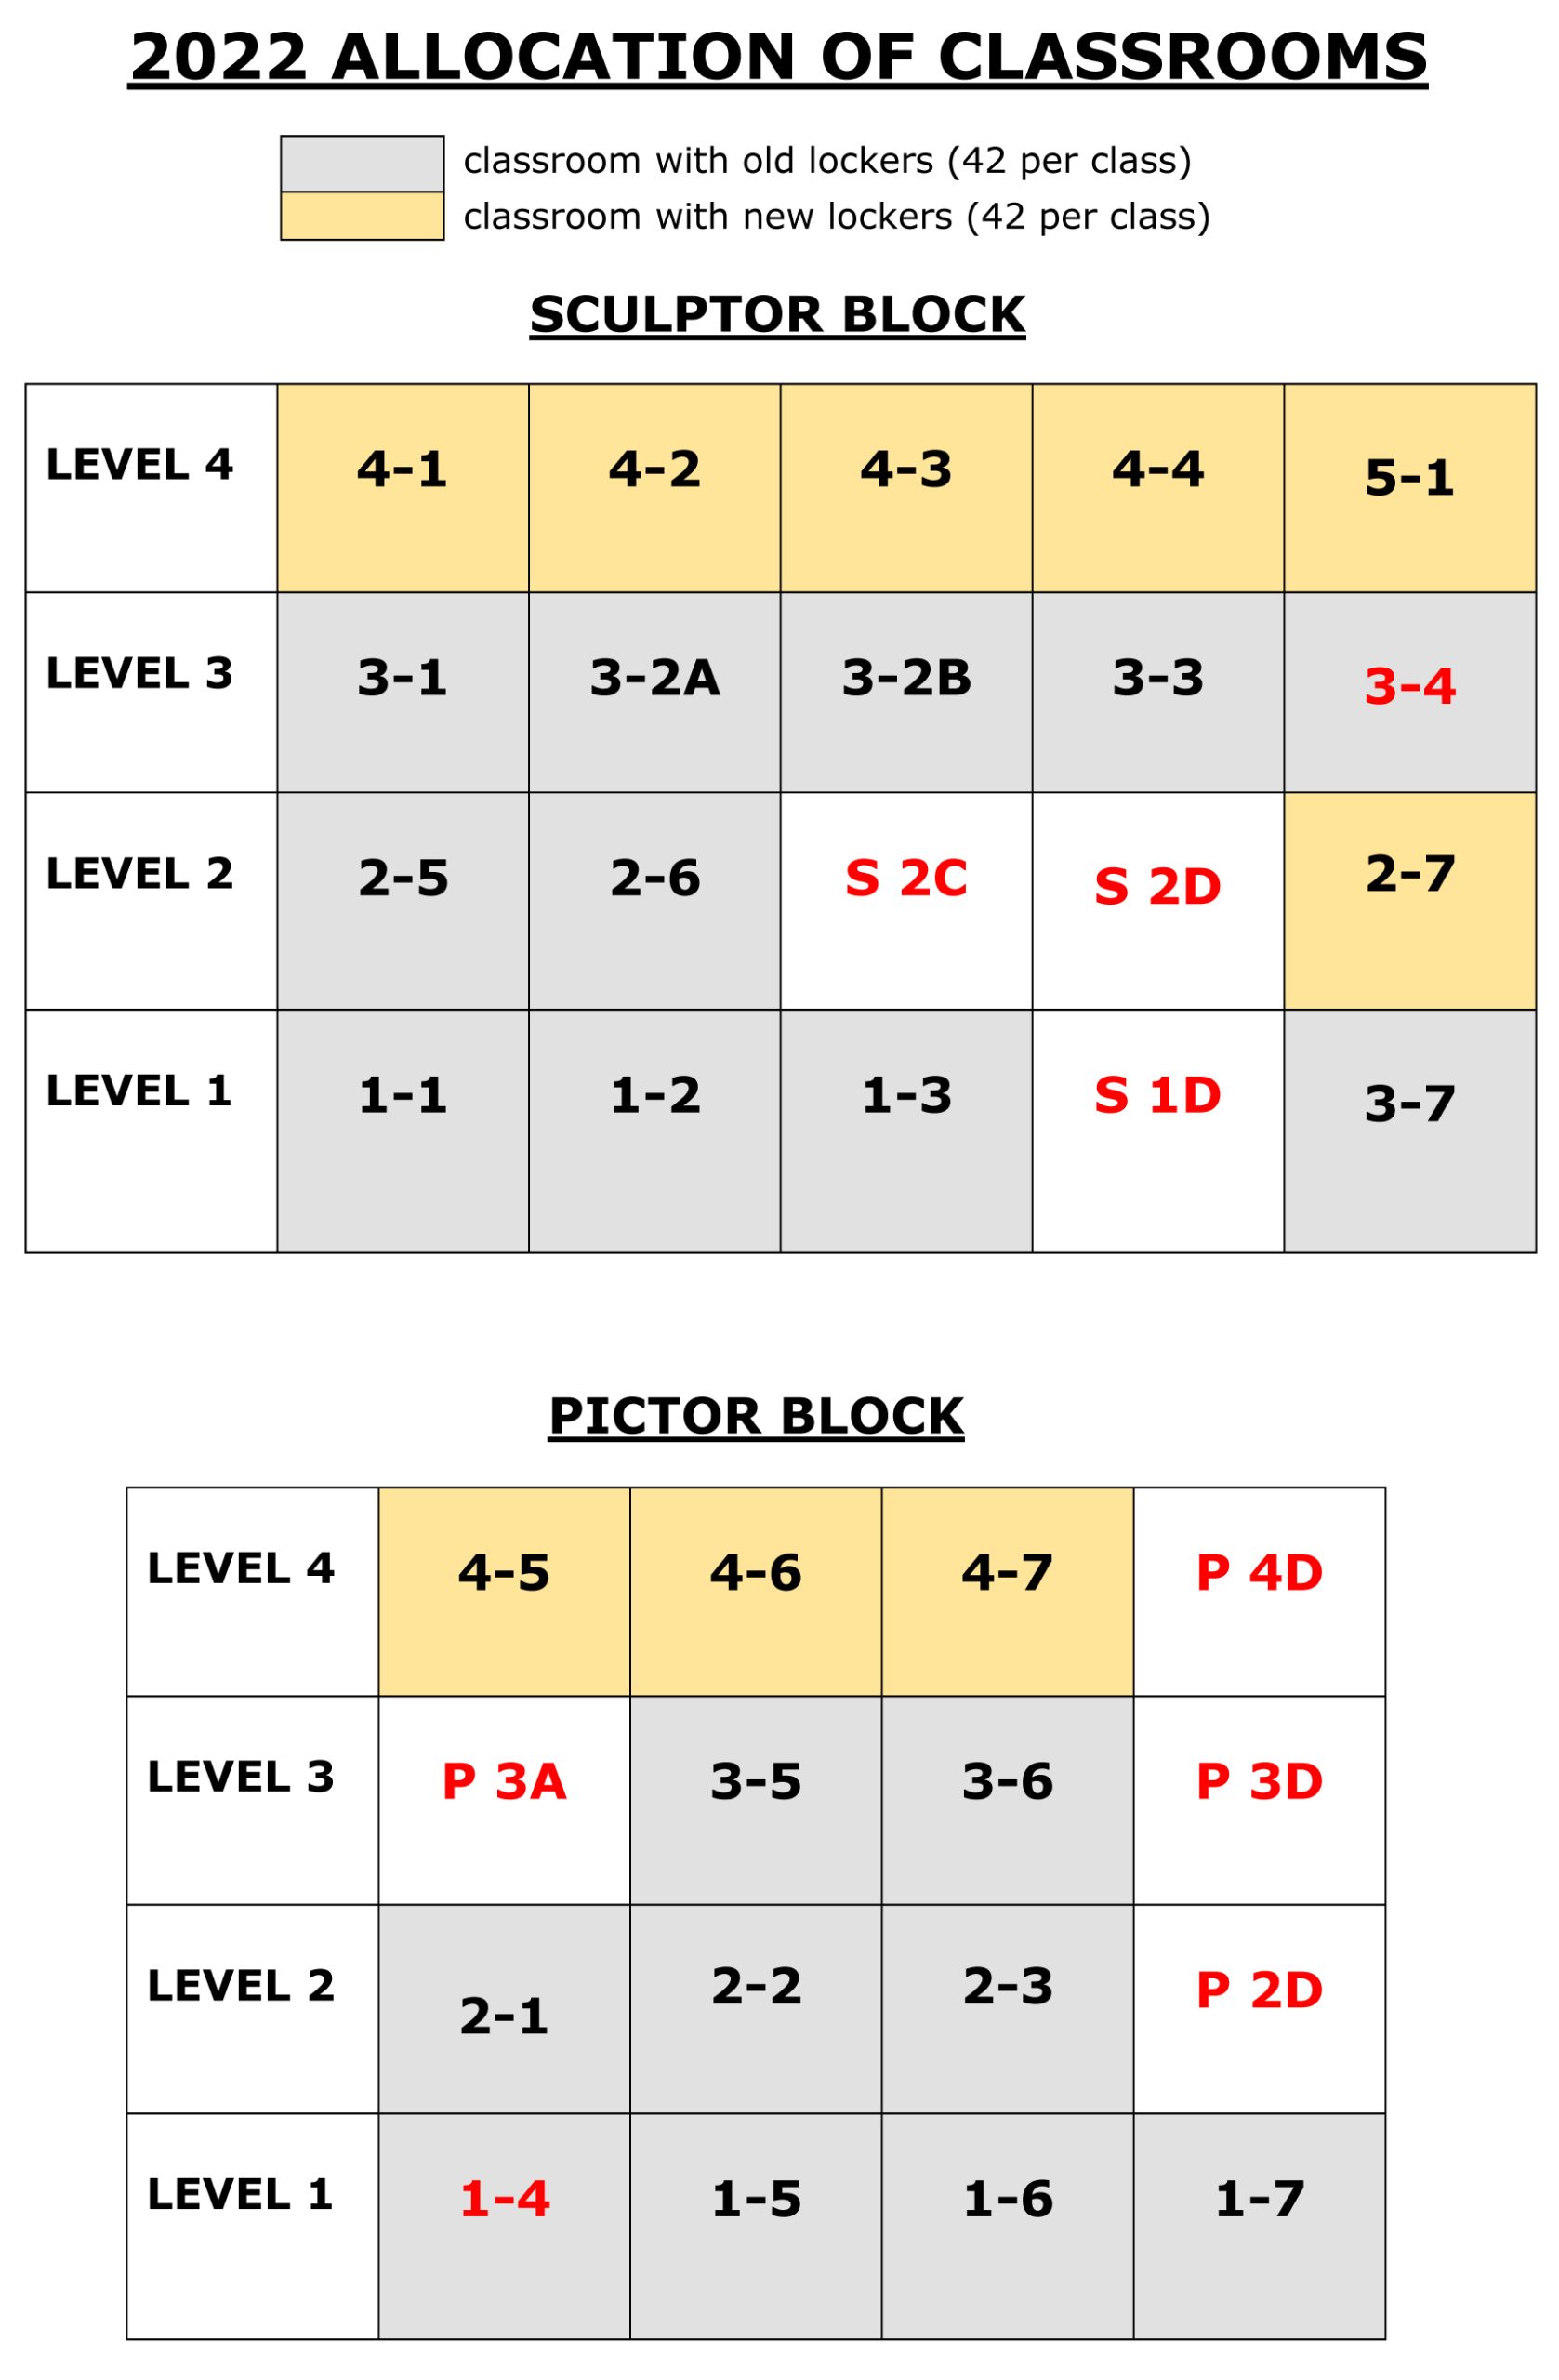 2022 ALLOCATION OF CLASSROOMS
classroom with old lockers (42 per class)
classroom with new lockers (42 per class)
SCULPTOR BLOCK
LEVEL 4 4-1 4-2 4-3 4-4 5-1
LEVEL 3 3-1 3-2A 3-2B 3-3 3-4
LEVEL 2 2-5 2-6 S 2C S 2D 2-7
LEVEL 1 1-1 1-2 1-3 S 1D 3-7
PICTOR BLOCK
LEVEL 4 4-5 4-6 4-7 P 4D
LEVEL 3 P 3A 3-5 3-6 P 3D
LEVEL 2 2-1 2-2 2-3 P 2D
LEVEL 1 1-4 1-5 1-6 1-7